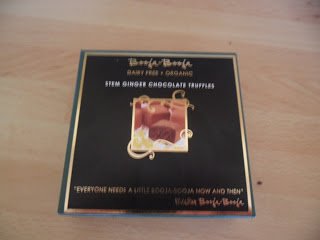 Booja-Booja
DAIRY FREE • ORGANIC
STEM GINGER CHOCOLATE TRUFFLES
"EVERYONE NEEDS A LITTLE BOOJA-BOOJA NOW AND THEN"
Booja-Booja